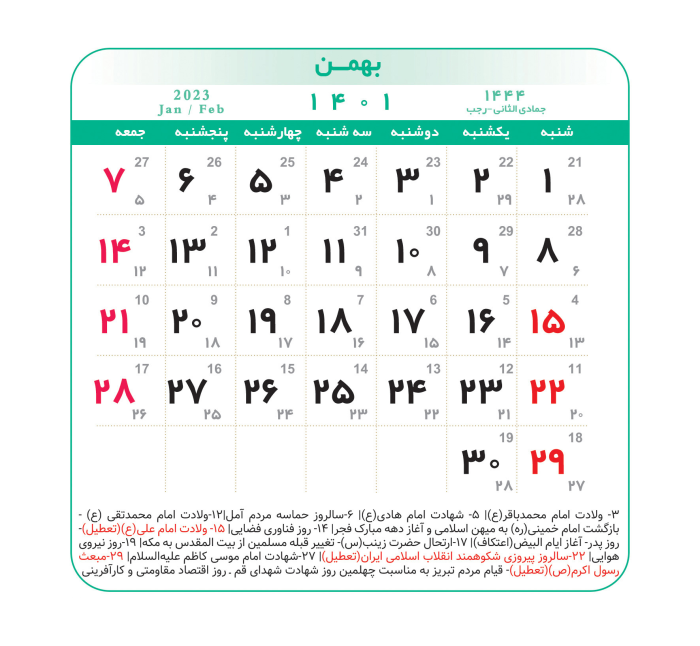 بهمــن
۱۴۴۴ ۱۴۰۱ 2023
جمادی الثانی-رجب Jan / Feb
شنبه یکشنبه دوشنبه سه شنبه چهارشنبه پنجشنبه جمعه
21 22 23 24 25 26 27
۱ ۲ ۳ ۴ ۵ ۶ ۷
۲۸ ۲۹ ۱ ۲ ۳ ۴ ۵
28 29 30 31 1 2 3
۸ ۹ ۱۰ ۱۱ ۱۲ ۱۳ ۱۴
۶ ۷ ۸ ۹ ۱۰ ۱۱ ۱۲
4 5 6 7 8 9 10
۱۵ ۱۶ ۱۷ ۱۸ ۱۹ ۲۰ ۲۱
۱۳ ۱۴ ۱۵ ۱۶ ۱۷ ۱۸ ۱۹
11 12 13 14 15 16 17
۲۲ ۲۳ ۲۴ ۲۵ ۲۶ ۲۷ ۲۸
۲۰ ۲۱ ۲۲ ۲۳ ۲۴ ۲۵ ۲۶
18 19
۲۹ ۳۰
۲۷ ۲۸
۳- ولادت امام محمدباقر(ع)| ۵- شهادت امام هادی(ع)| ۶-سالروز حماسه مردم آمل|۱۲-ولادت امام محمدتقی (ع) -
بازگشت امام خمینی(ره) به میهن اسلامی و آغاز دهه مبارک فجر| ۱۴- روز فناوری فضایی| ۱۵- ولادت امام علی(ع)(تعطیل)-
روز پدر- آغاز ایام البیض(اعتکاف)| ۱۷-ارتحال حضرت زینب(س)- تغییر قبله مسلمین از بیت المقدس به مکه| ۱۹-روز نیروی
هوایی| ۲۲-سالروز پیروزی شکوهمند انقلاب اسلامی ایران(تعطیل)| ۲۷-شهادت امام موسی کاظم علیه‌السلام| ۲۹-مبعث
رسول اکرم(ص)(تعطیل)- قیام مردم تبریز به مناسبت چهلمین روز شهادت شهدای قم ـ روز اقتصاد مقاومتی و کارآفرینی